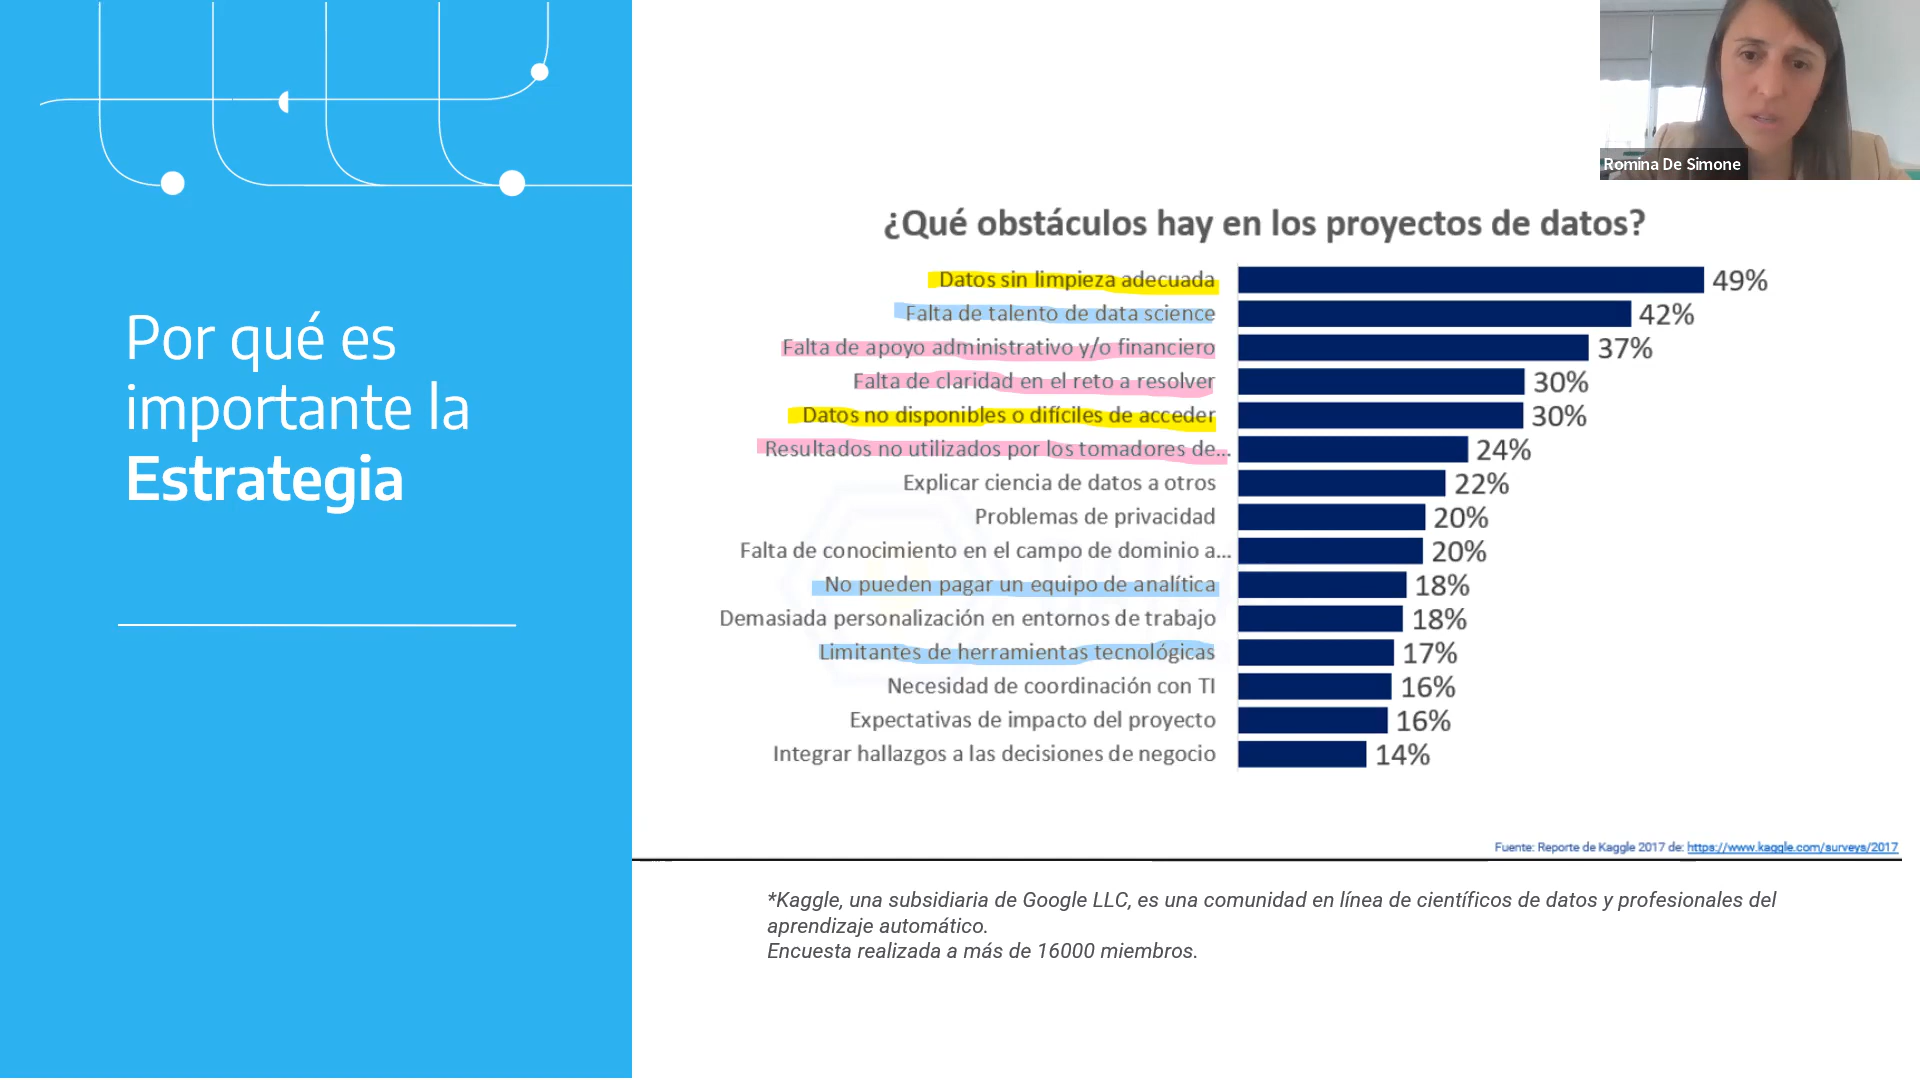 Romina De Simone
Por qué es
importante la
Estrategia
¿Qué obstáculos hay en los proyectos de datos?
Datos sin limpieza adecuada 49%
Falta de talento de data science 42%
Falta de apoyo administrativo y/o financiero 37%
Falta de claridad en el reto a resolver 30%
Datos no disponibles o difíciles de acceder 30%
Resultados no utilizados por los tomadores de... 24%
Explicar ciencia de datos a otros 22%
Problemas de privacidad 20%
Falta de conocimiento en el campo de dominio a... 20%
No pueden pagar un equipo de analítica 18%
Demasiada personalización en entornos de trabajo 18%
Limitantes de herramientas tecnológicas 17%
Necesidad de coordinación con TI 16%
Expectativas de impacto del proyecto 16%
Integrar hallazgos a las decisiones de negocio 14%
Fuente: Reporte de Kaggle 2017 de: https://www.kaggle.com/surveys/2017
*Kaggle, una subsidiaria de Google LLC, es una comunidad en línea de científicos de datos y profesionales del
aprendizaje automático.
Encuesta realizada a más de 16000 miembros.